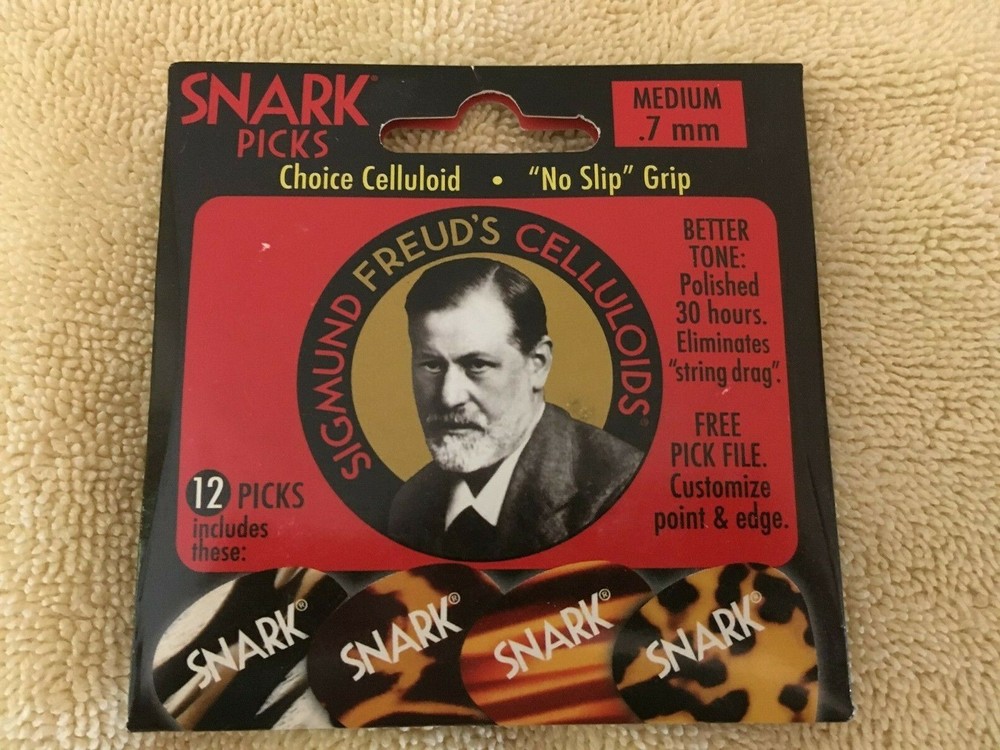 SNARK®
PICKS
MEDIUM
.7 mm
Choice Celluloid • “No Slip” Grip
SIGMUND FREUD'S CELLULOIDS®
BETTER
TONE:
Polished
30 hours.
Eliminates
“string drag”.
FREE
PICK FILE.
Customize
point & edge.
12 PICKS
includes
these:
SNARK®
SNARK®
SNARK®
SNARK®